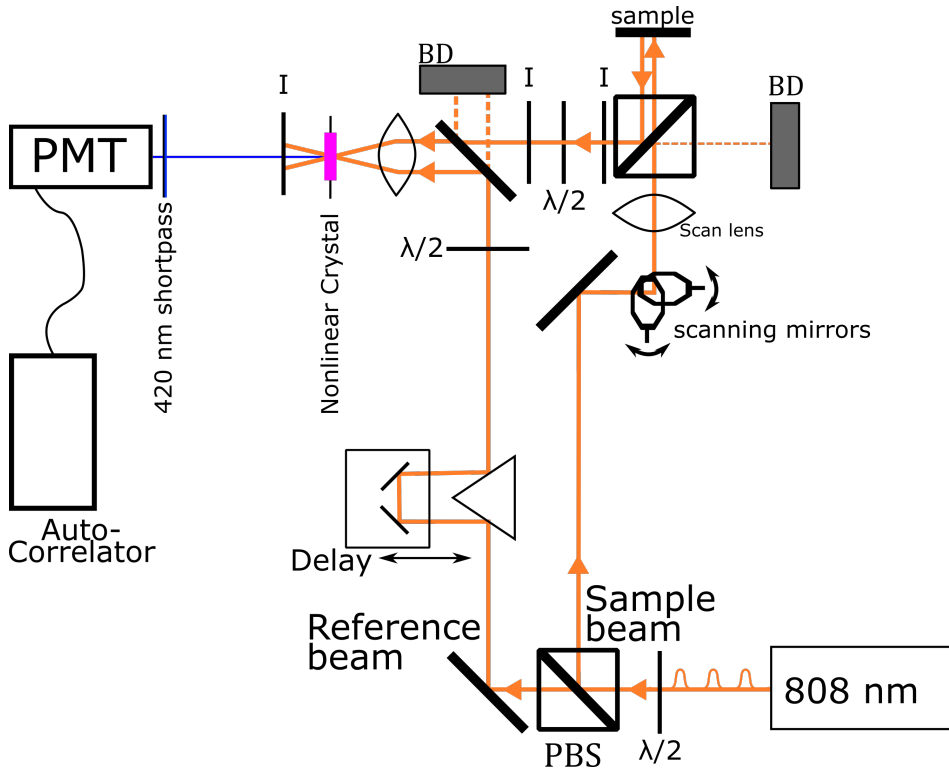 sample
BD
I
I
I
BD
PMT
λ/2
Scan lens
λ/2
420 nm shortpass
Nonlinear Crystal
scanning mirrors
Auto-
Correlator
Delay
Sample
beam
Reference
beam
808 nm
PBS
λ/2